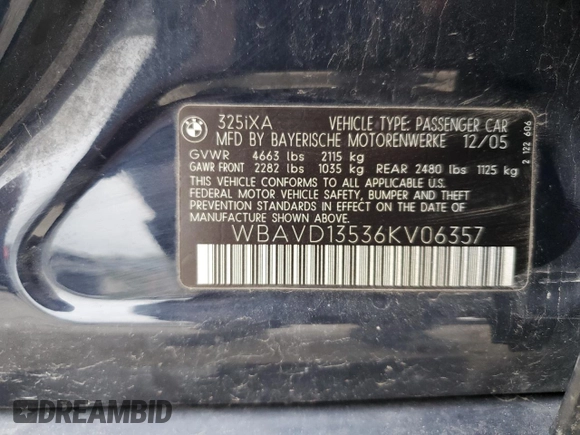 BMW
325iXA VEHICLE TYPE: PASSENGER CAR
MFD BY BAYERISCHE MOTORENWERKE 12/05
GVWR 4663 lbs 2115 kg
GAWR FRONT 2282 lbs 1035 kg REAR 2480 lbs 1125 kg
THIS VEHICLE CONFORMS TO ALL APPLICABLE U.S.
FEDERAL MOTOR VEHICLE SAFETY, BUMPER AND THEFT
PREVENTION STANDARDS IN EFFECT ON THE DATE OF
MANUFACTURE SHOWN ABOVE.
WBAVD13536KV06357
2 122 606
DREAMBID